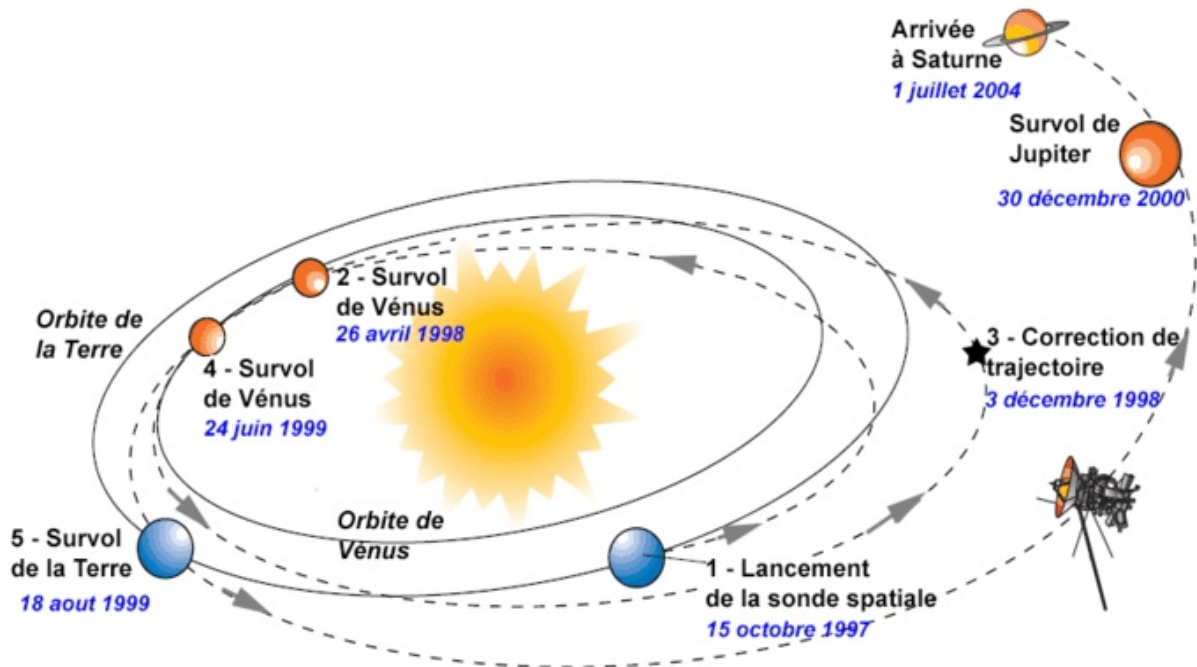 Arrivée
à Saturne
1 juillet 2004
Survol de
Jupiter
30 décembre 2000
2 - Survol
de Vénus
26 avril 1998
Orbite de
la Terre
3 - Correction de
trajectoire
3 décembre 1998
4 - Survol
de Vénus
24 juin 1999
Orbite de
Vénus
5 - Survol
de la Terre
18 aout 1999
1 - Lancement
de la sonde spatiale
15 octobre 1997